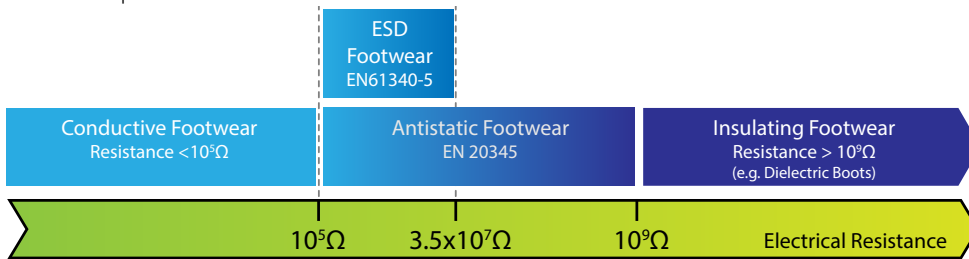 ESD
Footwear
EN61340-5
Conductive Footwear
Resistance <10⁵Ω
Antistatic Footwear
EN 20345
Insulating Footwear
Resistance > 10⁹Ω
(e.g. Dielectric Boots)
10⁵Ω
3.5x10⁷Ω
10⁹Ω
Electrical Resistance